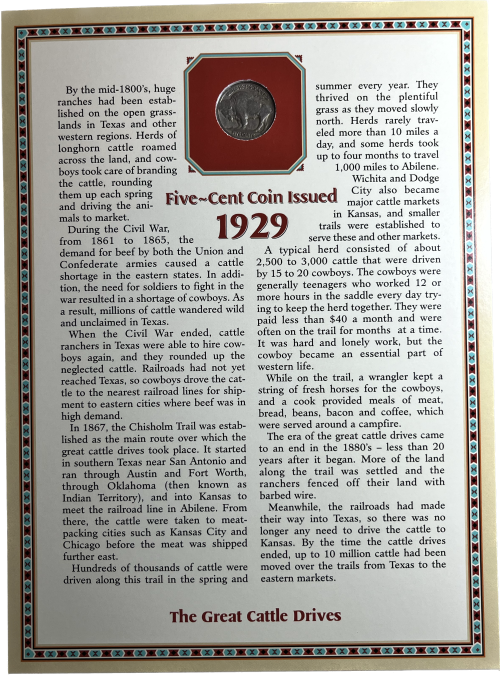 By the mid-1800's, huge
ranches had been estab-
lished on the open grass-
lands in Texas and other
western regions. Herds of
longhorn cattle roamed
across the land, and cow-
boys took care of branding
the cattle, rounding
them up each spring
and driving the ani-
mals to market.
During the Civil War,
from 1861 to 1865, the
demand for beef by both the Union and
Confederate armies caused a cattle
shortage in the eastern states. In addi-
tion, the need for soldiers to fight in the
war resulted in a shortage of cowboys. As
a result, millions of cattle wandered wild
and unclaimed in Texas.
When the Civil War ended, cattle
ranchers in Texas were able to hire cow-
boys again, and they rounded up the
neglected cattle. Railroads had not yet
reached Texas, so cowboys drove the cat-
tle to the nearest railroad lines for ship-
ment to eastern cities where beef was in
high demand.
In 1867, the Chisholm Trail was estab-
lished as the main route over which the
great cattle drives took place. It started
in southern Texas near San Antonio and
ran through Austin and Fort Worth,
through Oklahoma (then known as
Indian Territory), and into Kansas to
meet the railroad line in Abilene. From
there, the cattle were taken to meat-
packing cities such as Kansas City and
Chicago before the meat was shipped
further east.
Hundreds of thousands of cattle were
driven along this trail in the spring and
Five~Cent Coin Issued
1929
summer every year. They
thrived on the plentiful
grass as they moved slowly
north. Herds rarely trav-
eled more than 10 miles a
day, and some herds took
up to four months to travel
1,000 miles to Abilene.
Wichita and Dodge
City also became
major cattle markets
in Kansas, and smaller
trails were established to
serve these and other markets.
A typical herd consisted of about
2,500 to 3,000 cattle that were driven
by 15 to 20 cowboys. The cowboys were
generally teenagers who worked 12 or
more hours in the saddle every day try-
ing to keep the herd together. They were
paid less than $40 a month and were
often on the trail for months at a time.
It was hard and lonely work, but the
cowboy became an essential part of
western life.
While on the trail, a wrangler kept a
string of fresh horses for the cowboys,
and a cook provided meals of meat,
bread, beans, bacon and coffee, which
were served around a campfire.
The era of the great cattle drives came
to an end in the 1880's – less than 20
years after it began. More of the land
along the trail was settled and the
ranchers fenced off their land with
barbed wire.
Meanwhile, the railroads had made
their way into Texas, so there was no
longer any need to drive the cattle to
Kansas. By the time the cattle drives
ended, up to 10 million cattle had been
moved over the trails from Texas to the
eastern markets.
The Great Cattle Drives